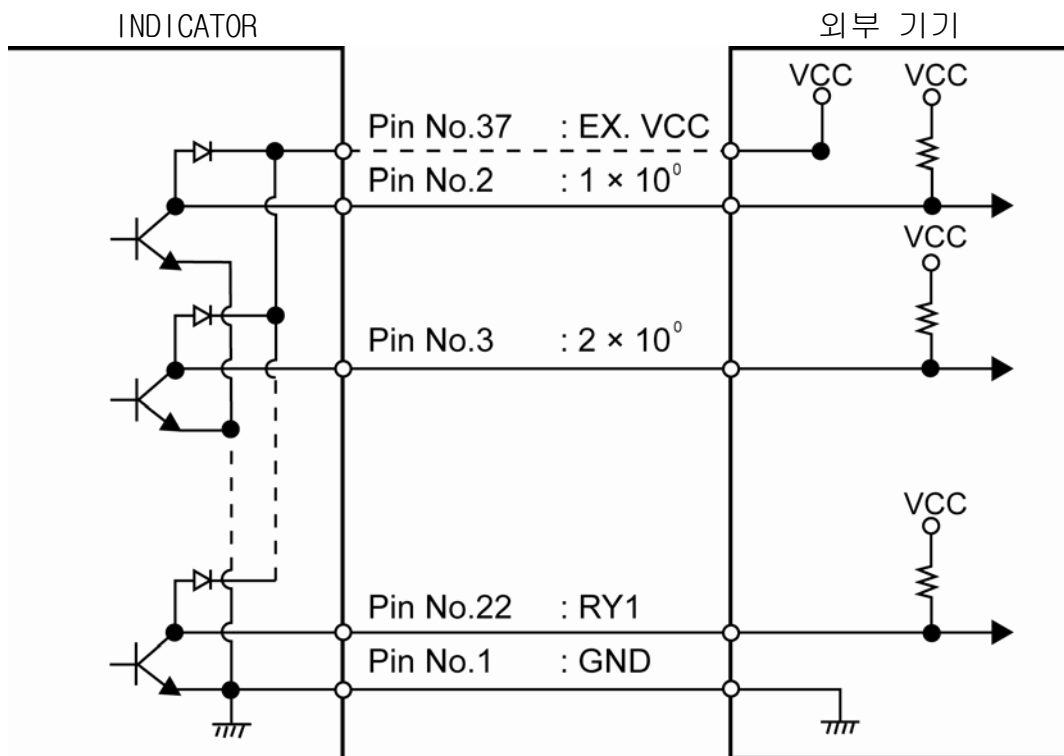 INDICATOR
외부 기기
VCC
VCC
Pin No.37 : EX. VCC
Pin No.2 : 1 × 10⁰
VCC
Pin No.3 : 2 × 10⁰
VCC
Pin No.22 : RY1
Pin No.1 : GND